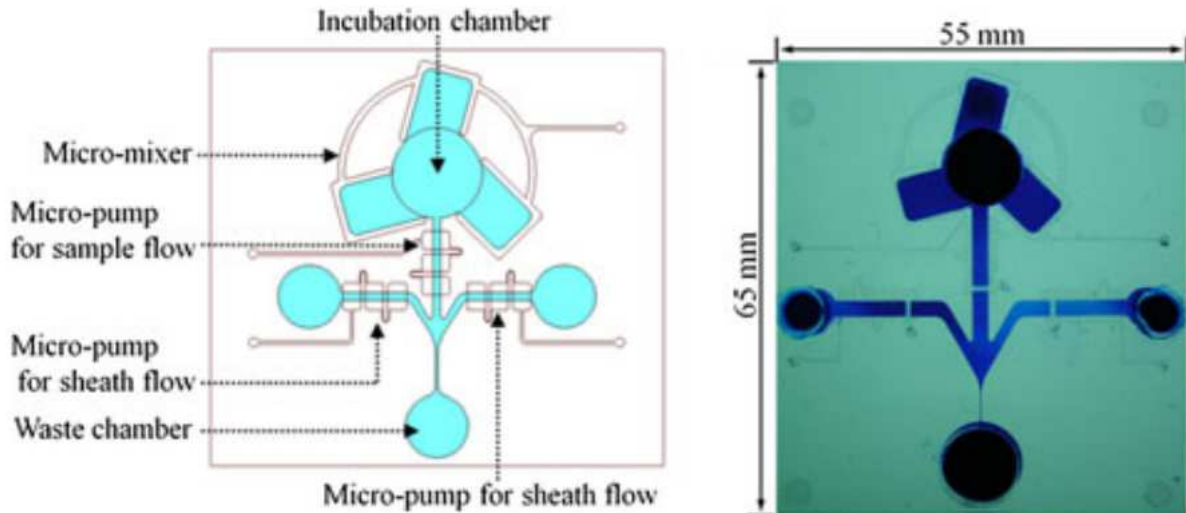 Incubation chamber
Micro-mixer
Micro-pump
for sample flow
Micro-pump
for sheath flow
Waste chamber
Micro-pump for sheath flow
55 mm
65 mm